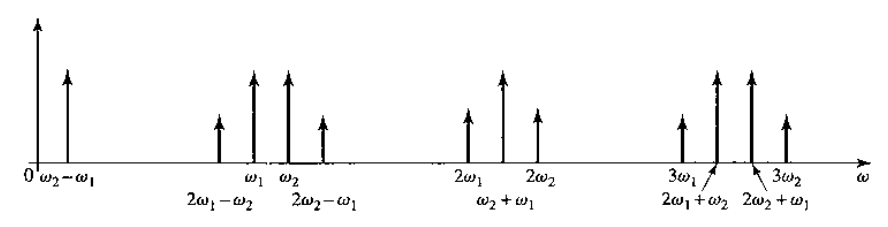 0 ω₂ − ω₁ ω₁ ω₂ 2ω₁ 2ω₂ 3ω₁ 3ω₂ ω
2ω₁ − ω₂ 2ω₂ − ω₁ ω₂ + ω₁ 2ω₁ + ω₂ 2ω₂ + ω₁